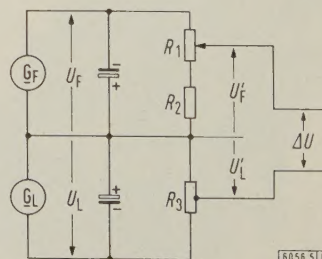 G_F
U_F
−
+
R_1
R_2
U'_F
ΔU
G_L
U_L
+
−
U'_L
R_3
6056.5